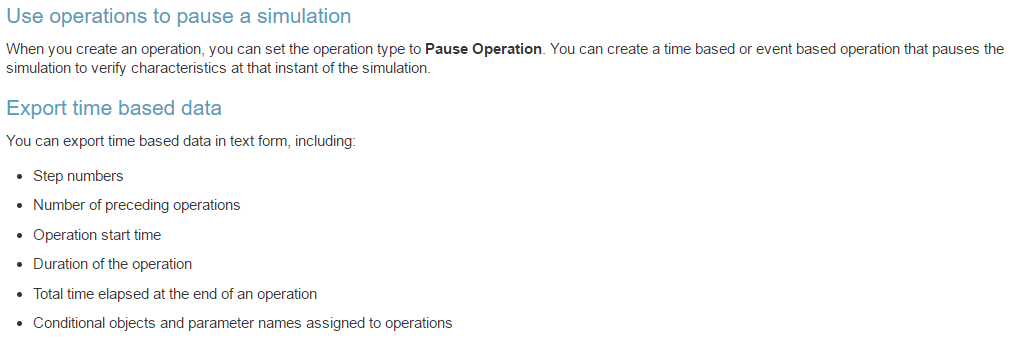 Use operations to pause a simulation
When you create an operation, you can set the operation type to Pause Operation. You can create a time based or event based operation that pauses the
simulation to verify characteristics at that instant of the simulation.
Export time based data
You can export time based data in text form, including:
• Step numbers
• Number of preceding operations
• Operation start time
• Duration of the operation
• Total time elapsed at the end of an operation
• Conditional objects and parameter names assigned to operations